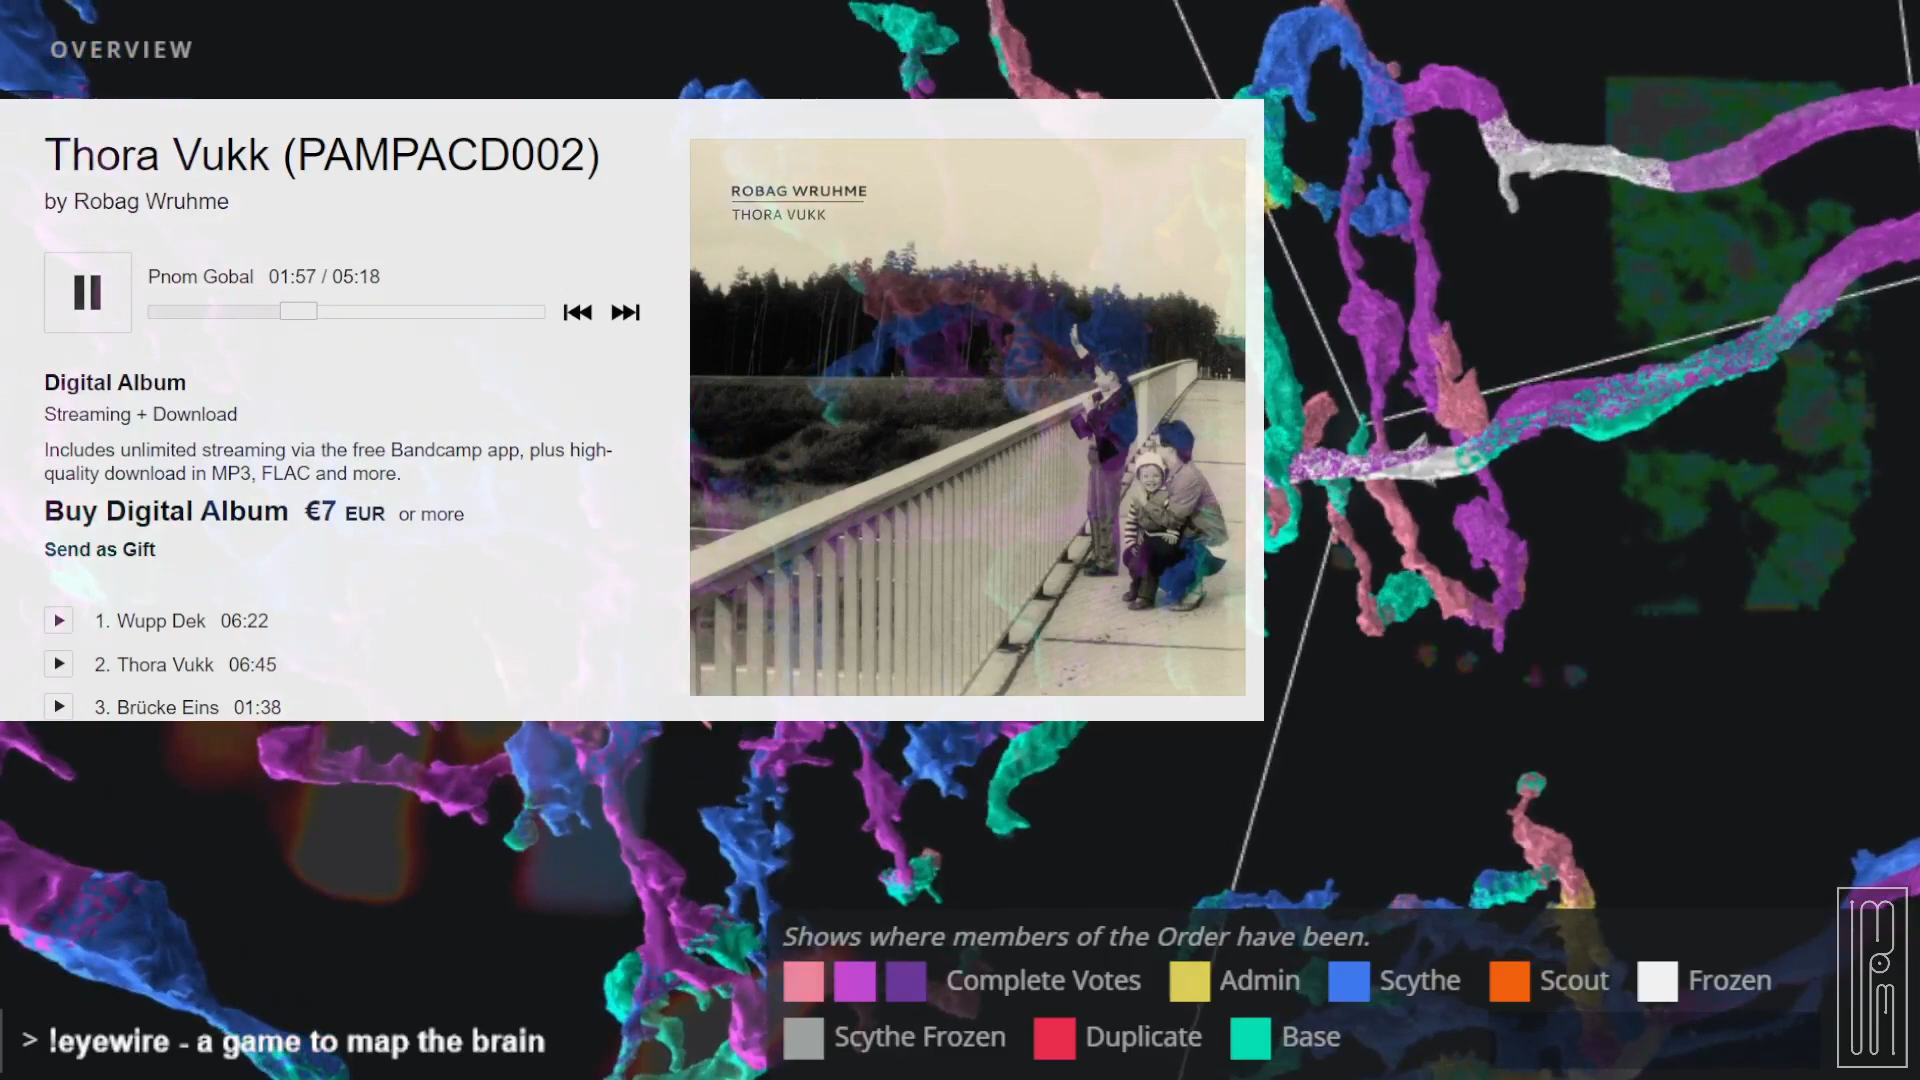 OVERVIEW
Thora Vukk (PAMPACD002)
by Robag Wruhme
Pnom Gobal 01:57 / 05:18
Digital Album
Streaming + Download
Includes unlimited streaming via the free Bandcamp app, plus high-
quality download in MP3, FLAC and more.
Buy Digital Album €7 EUR or more
Send as Gift
1. Wupp Dek 06:22
2. Thora Vukk 06:45
3. Brücke Eins 01:38
ROBAG WRUHME
THORA VUKK
Shows where members of the Order have been.
Complete Votes Admin Scythe Scout Frozen
Scythe Frozen Duplicate Base
> !eyewire - a game to map the brain